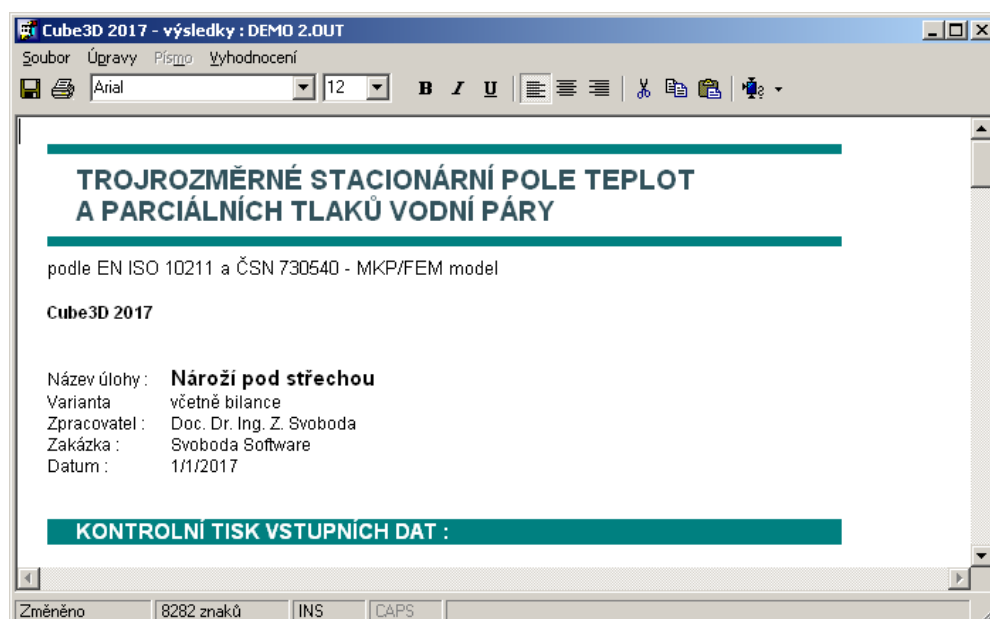 Cube3D 2017 - výsledky : DEMO 2.OUT
Soubor Úpravy Písmo Vyhodnocení
Arial 12 B I U
TROJROZMĚRNÉ STACIONÁRNÍ POLE TEPLOT
A PARCIÁLNÍCH TLAKŮ VODNÍ PÁRY
podle EN ISO 10211 a ČSN 730540 - MKP/FEM model
Cube3D 2017
Název úlohy : Nároží pod střechou
Varianta včetně bilance
Zpracovatel : Doc. Dr. Ing. Z. Svoboda
Zakázka : Svoboda Software
Datum : 1/1/2017
KONTROLNÍ TISK VSTUPNÍCH DAT :
Změněno 8282 znaků INS CAPS